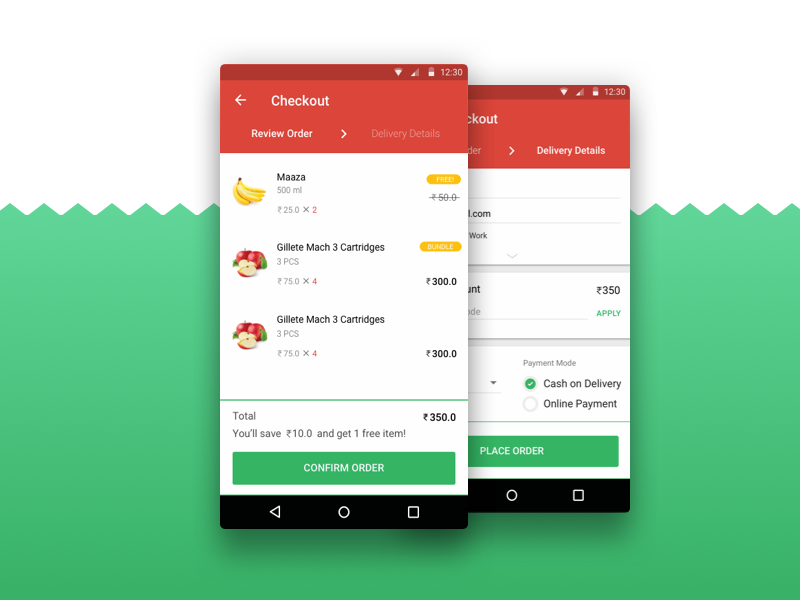 12:30
Checkout
Review Order
Delivery Details
Maaza
FREE!
500 ml
₹ 50.0
₹ 25.0 × 2
Gillete Mach 3 Cartridges
BUNDLE
3 PCS
₹ 75.0 × 4
₹ 300.0
Gillete Mach 3 Cartridges
3 PCS
₹ 75.0 × 4
₹ 300.0
Total
₹ 350.0
You'll save ₹10.0 and get 1 free item!
CONFIRM ORDER
12:30
ckout
der
Delivery Details
l.com
Work
unt
₹350
ode
APPLY
Payment Mode
Cash on Delivery
Online Payment
PLACE ORDER